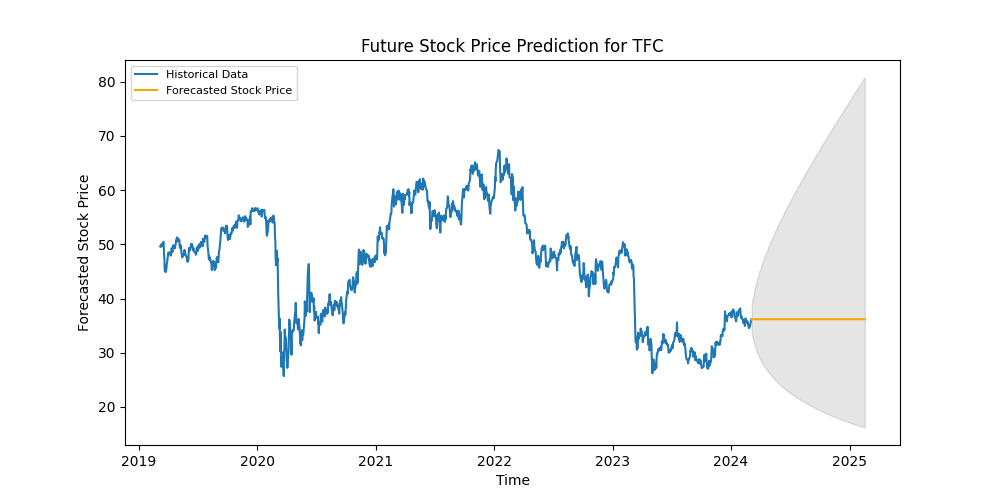 Future Stock Price Prediction for TFC
Historical Data
Forecasted Stock Price
Forecasted Stock Price
80
70
60
50
40
30
20
2019 2020 2021 2022 2023 2024 2025
Time